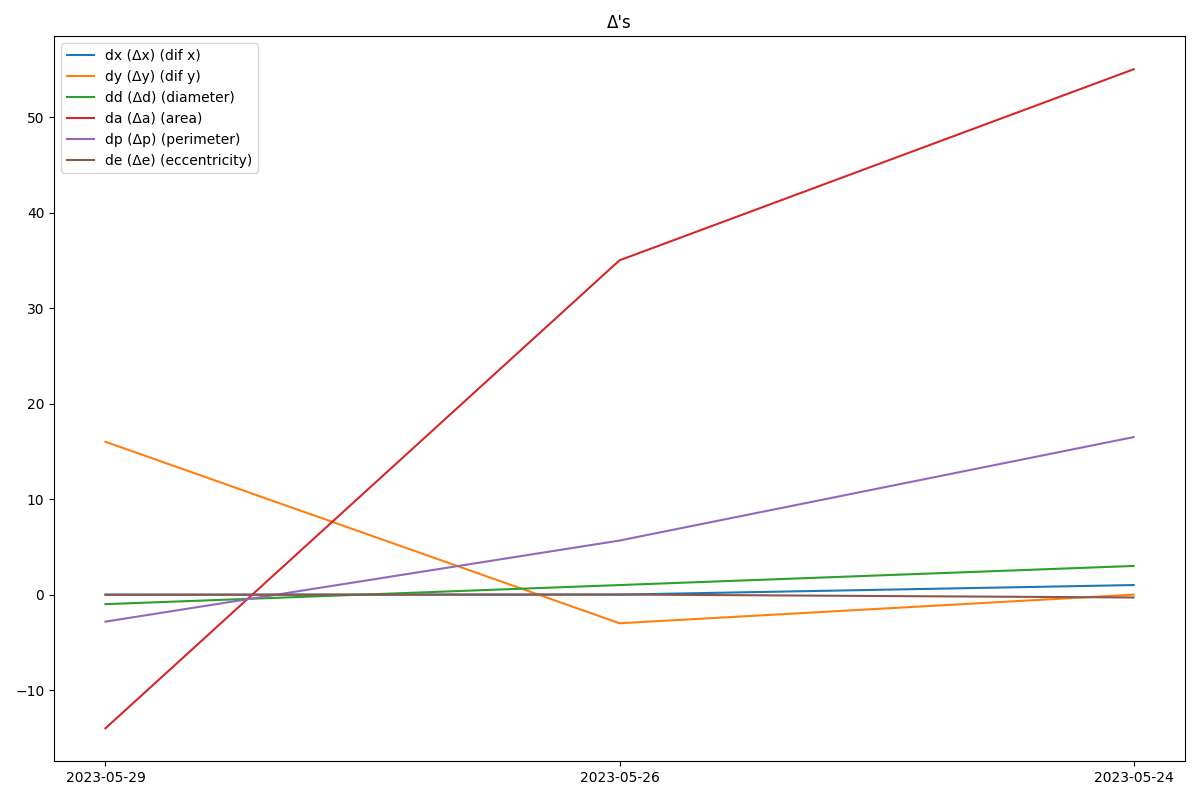 Δ's
dx (Δx) (dif x)
dy (Δy) (dif y)
dd (Δd) (diameter)
da (Δa) (area)
dp (Δp) (perimeter)
de (Δe) (eccentricity)
50
40
30
20
10
0
−10
2023-05-29 2023-05-26 2023-05-24